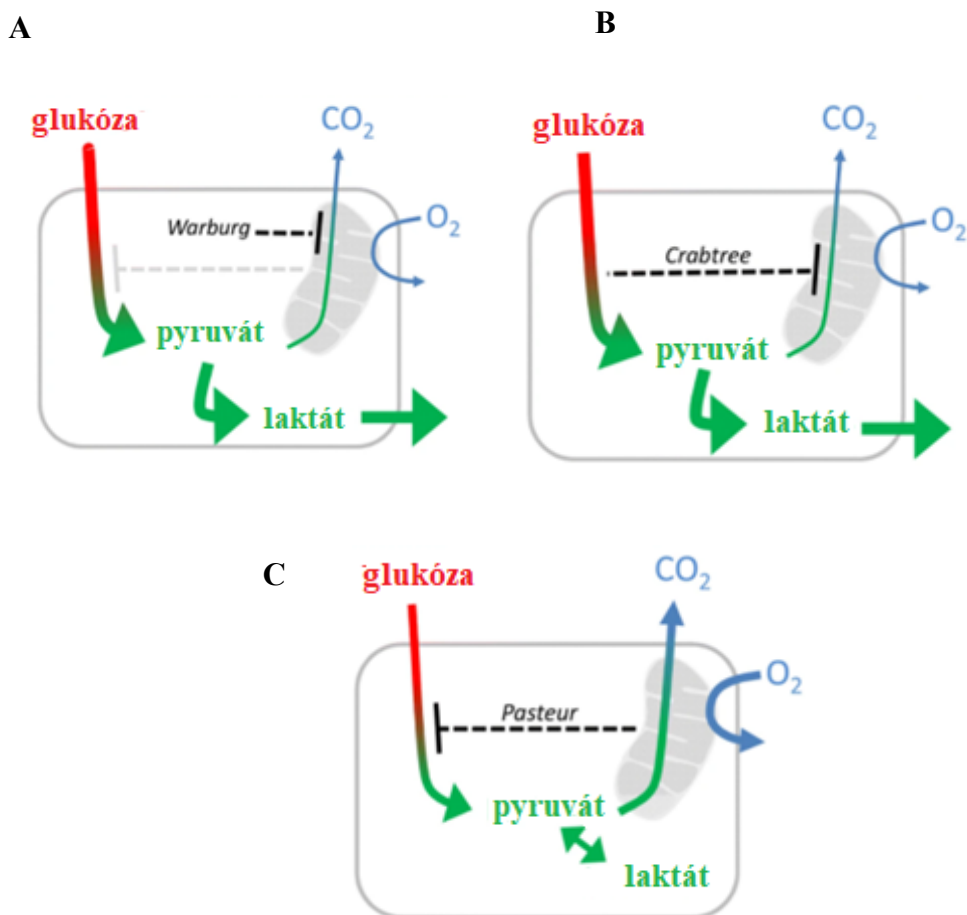 A
glukóza
CO₂
Warburg
O₂
pyruvát
laktát
B
glukóza
CO₂
Crabtree
O₂
pyruvát
laktát
C
glukóza
CO₂
Pasteur
O₂
pyruvát
laktát